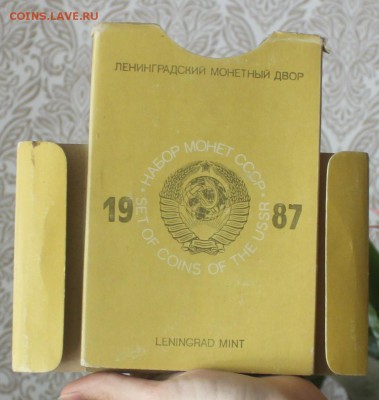 COINS.LAVE.RU
ЛЕНИНГРАДСКИЙ МОНЕТНЫЙ ДВОР
· НАБОР МОНЕТ СССР ·
19 87
SET OF COINS OF THE USSR
LENINGRAD MINT